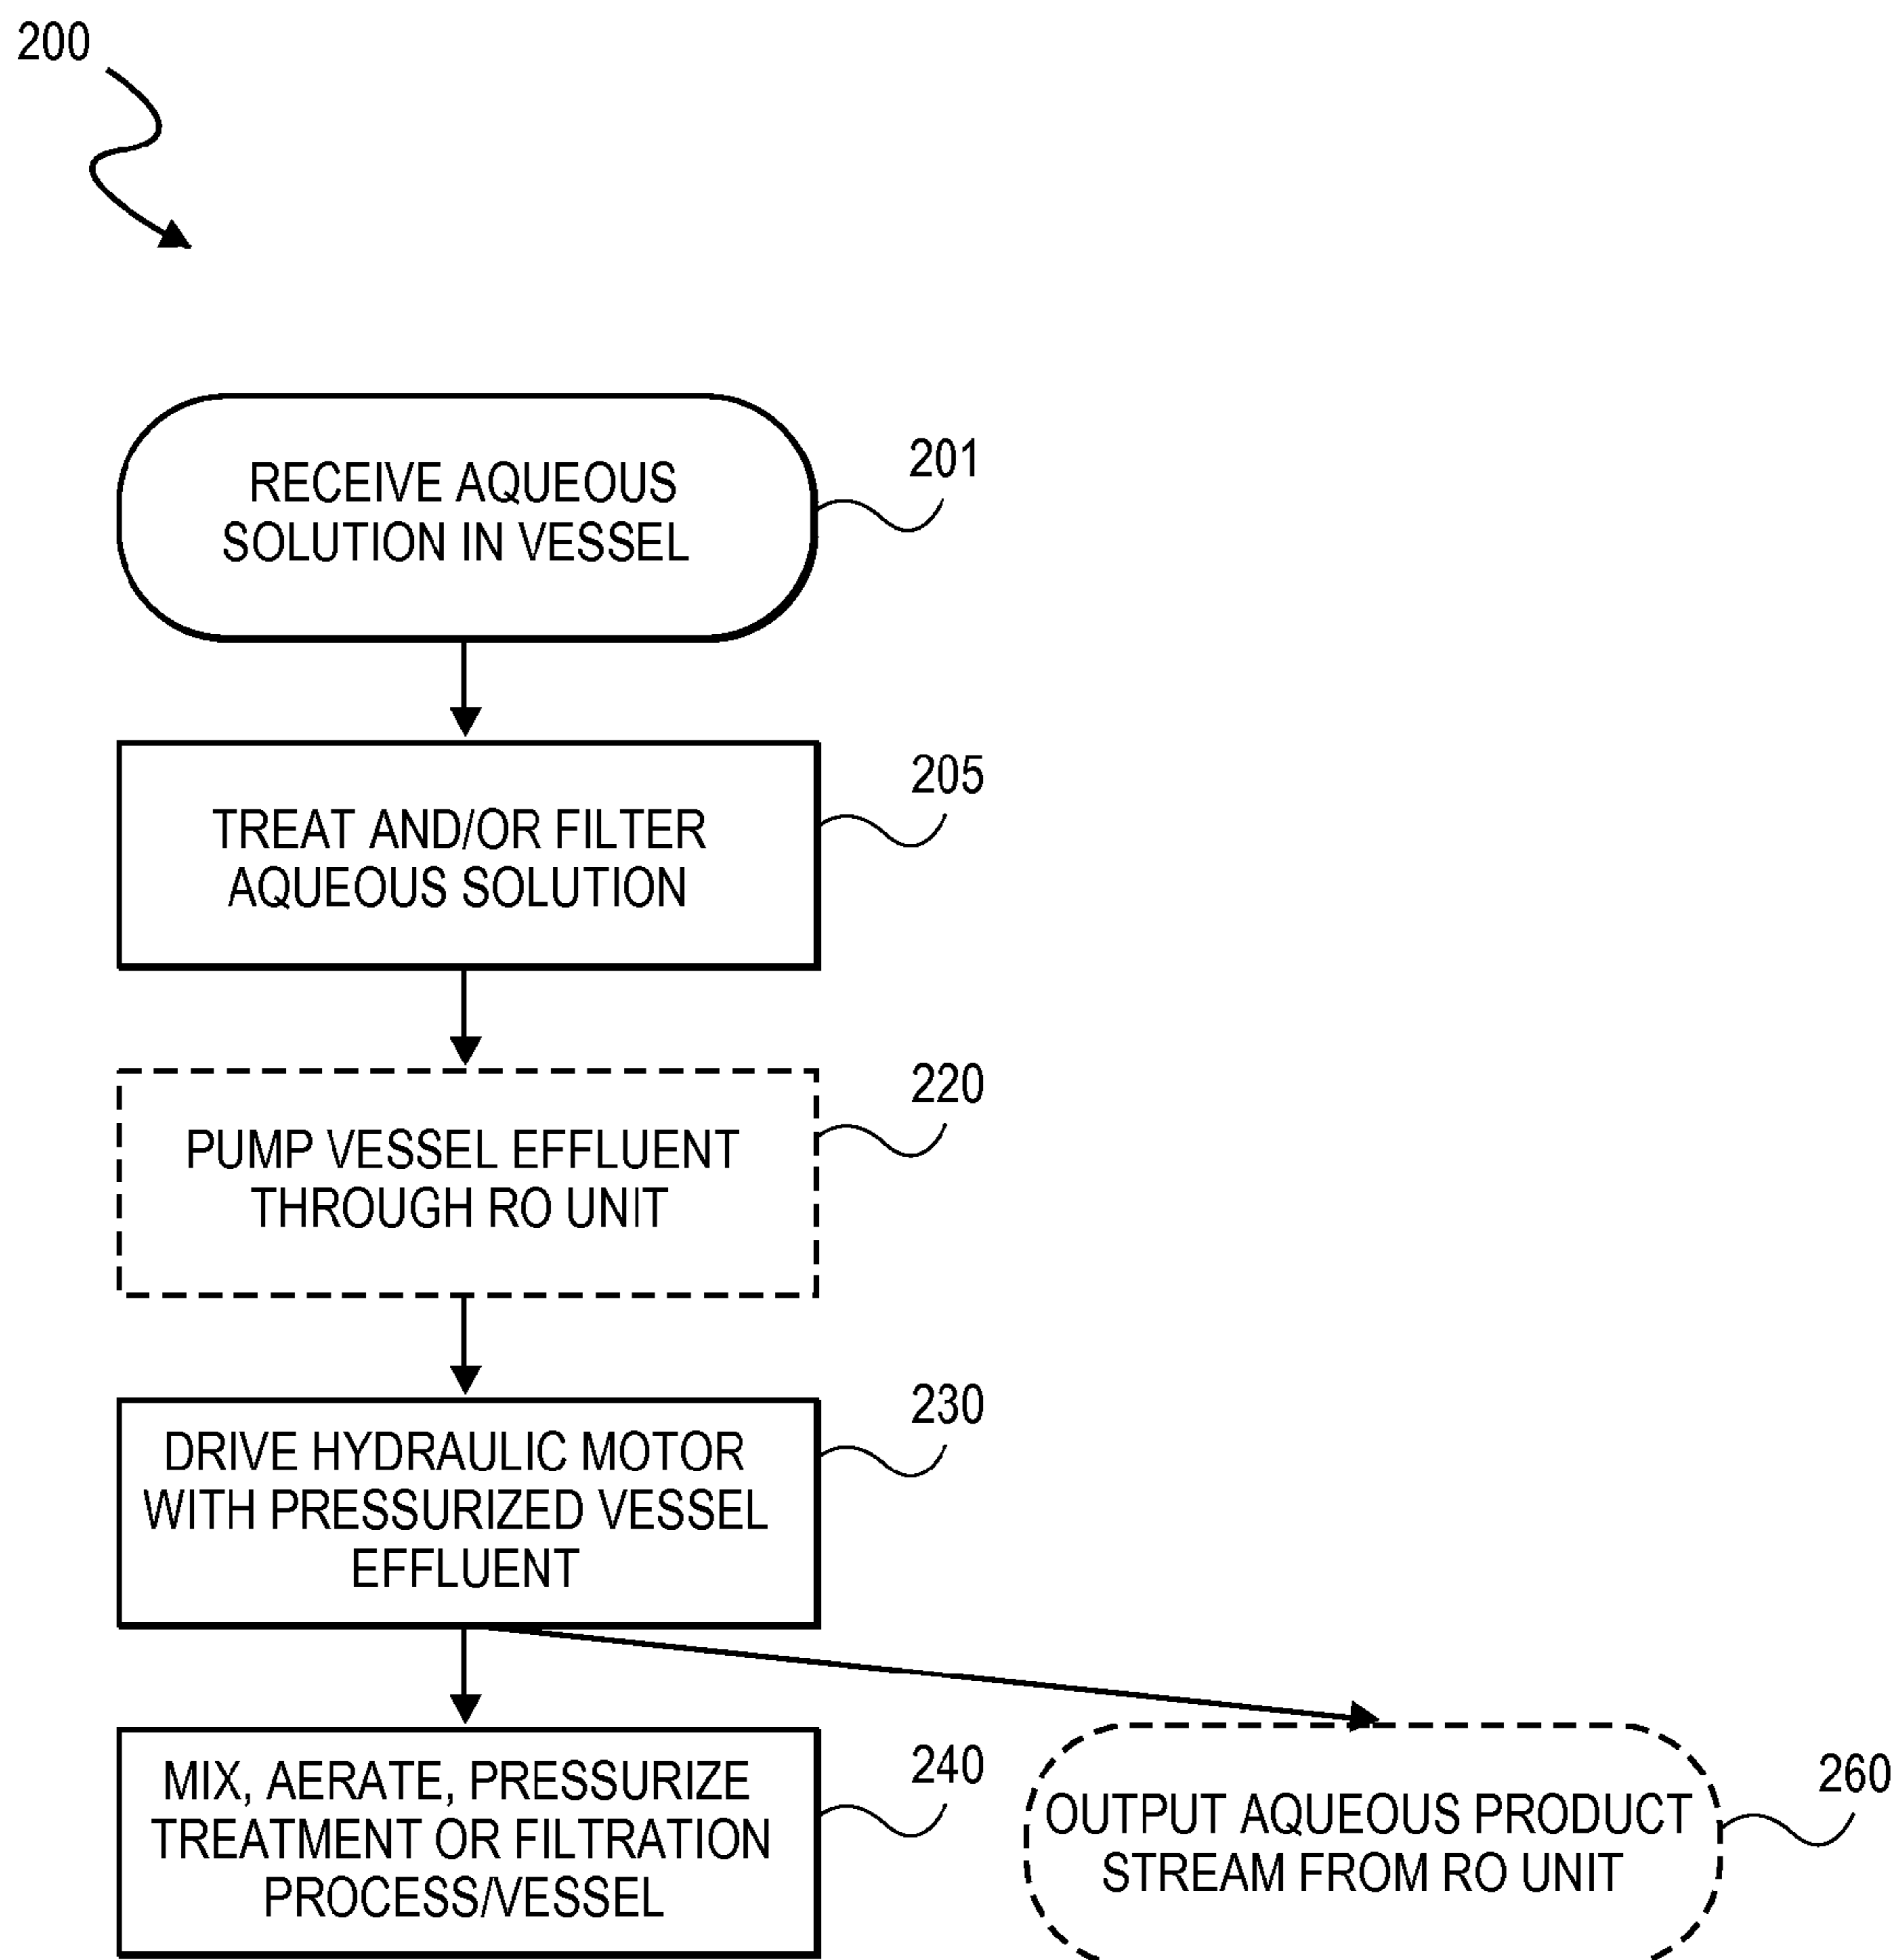 200
RECEIVE AQUEOUS
SOLUTION IN VESSEL
201
TREAT AND/OR FILTER
AQUEOUS SOLUTION
205
PUMP VESSEL EFFLUENT
THROUGH RO UNIT
220
DRIVE HYDRAULIC MOTOR
WITH PRESSURIZED VESSEL
EFFLUENT
230
MIX, AERATE, PRESSURIZE
TREATMENT OR FILTRATION
PROCESS/VESSEL
240
OUTPUT AQUEOUS PRODUCT
STREAM FROM RO UNIT
260